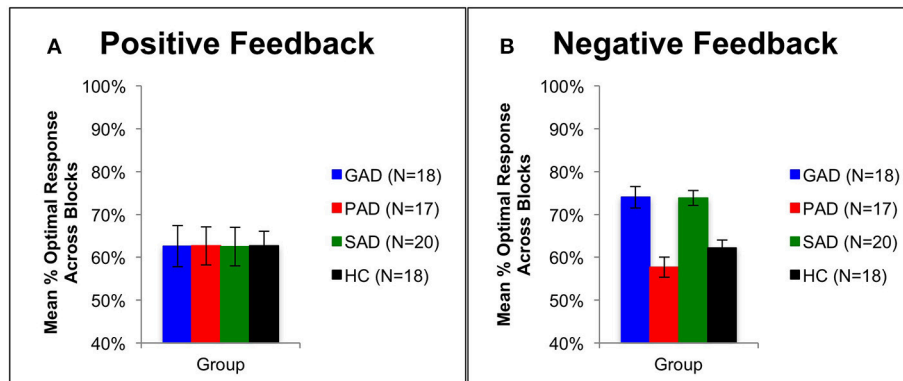 A Positive Feedback
Mean % Optimal Response
Across Blocks
100%
90%
80%
70%
60%
50%
40%
Group
GAD (N=18)
PAD (N=17)
SAD (N=20)
HC (N=18)
B Negative Feedback
Mean % Optimal Response
Across Blocks
100%
90%
80%
70%
60%
50%
40%
Group
GAD (N=18)
PAD (N=17)
SAD (N=20)
HC (N=18)